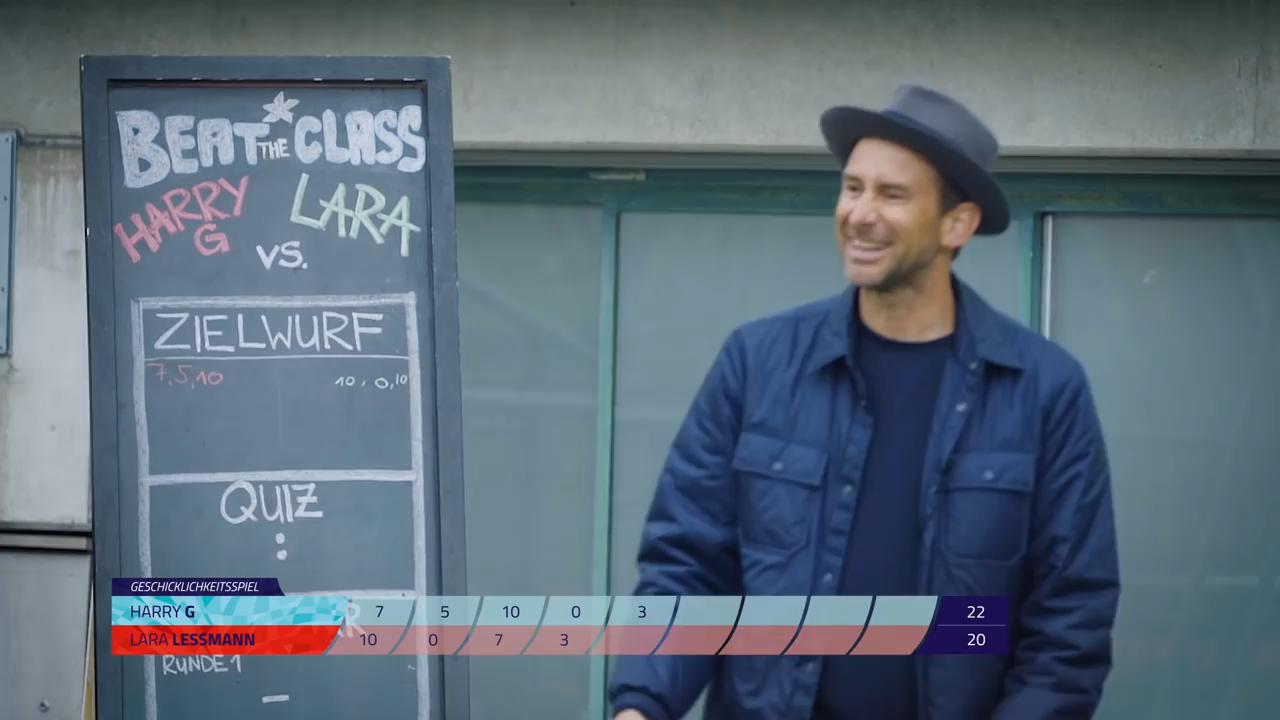 BEAT THE CLASS
HARRY G
VS.
LARA
ZIELWURF
7,5,10
10, 0,10
QUIZ
:
GESCHICKLICHKEITSSPIEL
HARRY G 7 5 10 0 3 22
LARA LESSMANN 10 0 7 3 20
RUNDE 1
–